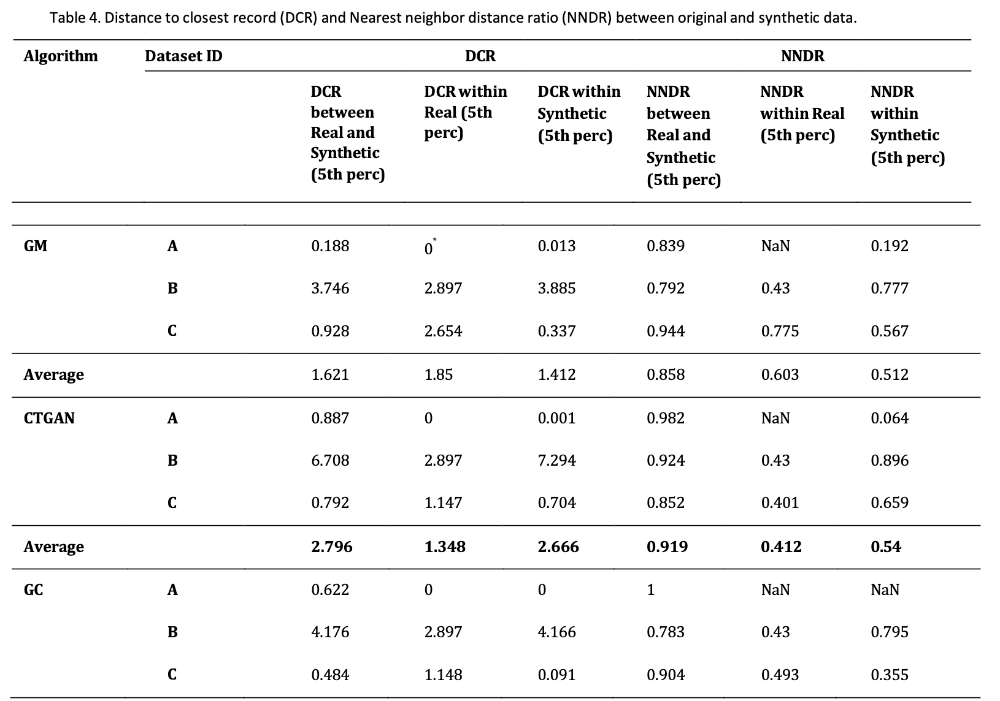 Table 4. Distance to closest record (DCR) and Nearest neighbor distance ratio (NNDR) between original and synthetic data.
Algorithm Dataset ID DCR NNDR
DCR between Real and Synthetic (5th perc) DCR within Real (5th perc) DCR within Synthetic (5th perc) NNDR between Real and Synthetic (5th perc) NNDR within Real (5th perc) NNDR within Synthetic (5th perc)
GM A 0.188 0* 0.013 0.839 NaN 0.192
B 3.746 2.897 3.885 0.792 0.43 0.777
C 0.928 2.654 0.337 0.944 0.775 0.567
Average 1.621 1.85 1.412 0.858 0.603 0.512
CTGAN A 0.887 0 0.001 0.982 NaN 0.064
B 6.708 2.897 7.294 0.924 0.43 0.896
C 0.792 1.147 0.704 0.852 0.401 0.659
Average 2.796 1.348 2.666 0.919 0.412 0.54
GC A 0.622 0 0 1 NaN NaN
B 4.176 2.897 4.166 0.783 0.43 0.795
C 0.484 1.148 0.091 0.904 0.493 0.355